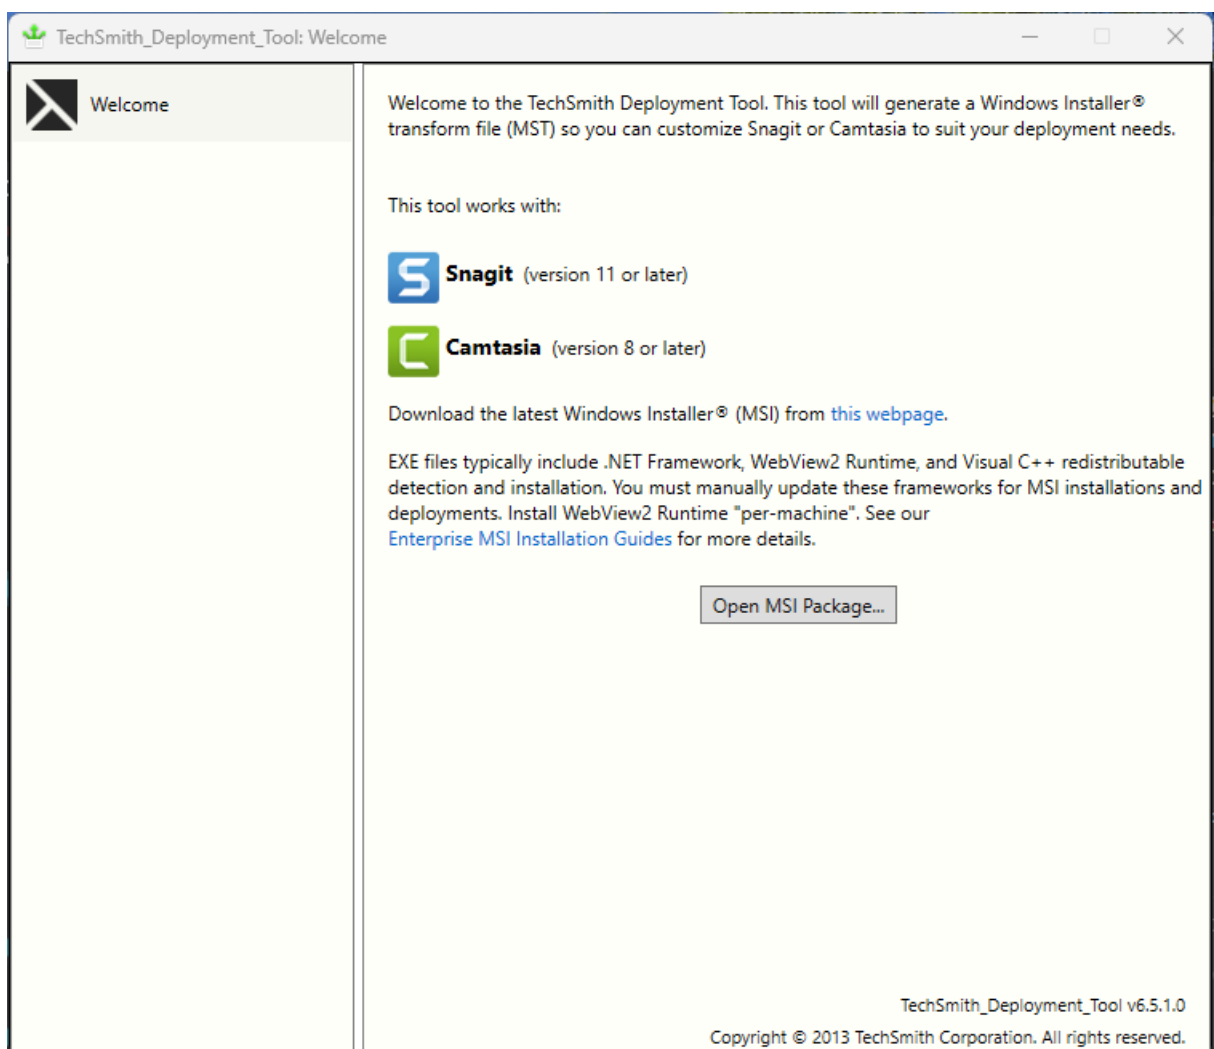 TechSmith_Deployment_Tool: Welcome
Welcome
Welcome to the TechSmith Deployment Tool. This tool will generate a Windows Installer®
transform file (MST) so you can customize Snagit or Camtasia to suit your deployment needs.
This tool works with:
Snagit (version 11 or later)
Camtasia (version 8 or later)
Download the latest Windows Installer® (MSI) from this webpage.
EXE files typically include .NET Framework, WebView2 Runtime, and Visual C++ redistributable
detection and installation. You must manually update these frameworks for MSI installations and
deployments. Install WebView2 Runtime "per-machine". See our
Enterprise MSI Installation Guides for more details.
Open MSI Package...
TechSmith_Deployment_Tool v6.5.1.0
Copyright © 2013 TechSmith Corporation. All rights reserved.